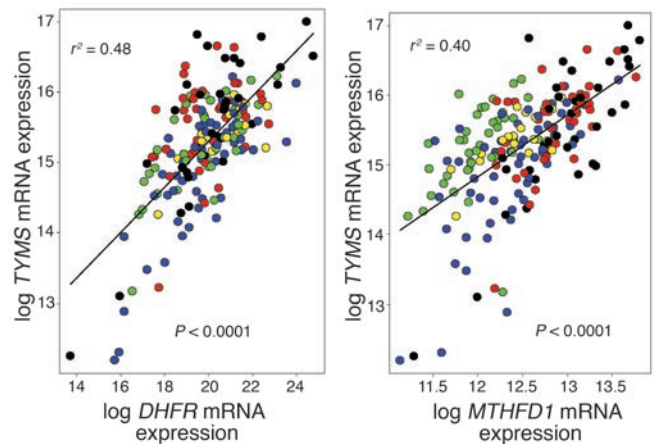 17
16
15
14
13
log TYMS mRNA expression
r² = 0.48
P < 0.0001
14 16 18 20 22 24
log DHFR mRNA
expression
17
16
15
14
13
log TYMS mRNA expression
r² = 0.40
P < 0.0001
11.5 12 12.5 13 13.5
log MTHFD1 mRNA
expression